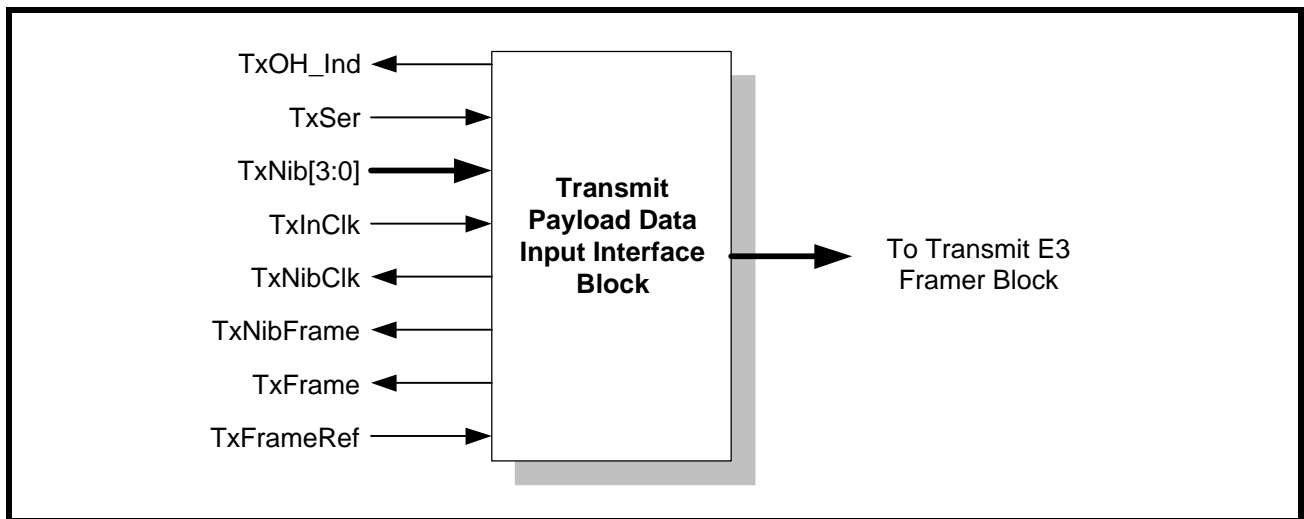 TxOH_Ind
TxSer
TxNib[3:0]
TxInClk
TxNibClk
TxNibFrame
TxFrame
TxFrameRef
Transmit
Payload Data
Input Interface
Block
To Transmit E3
Framer Block